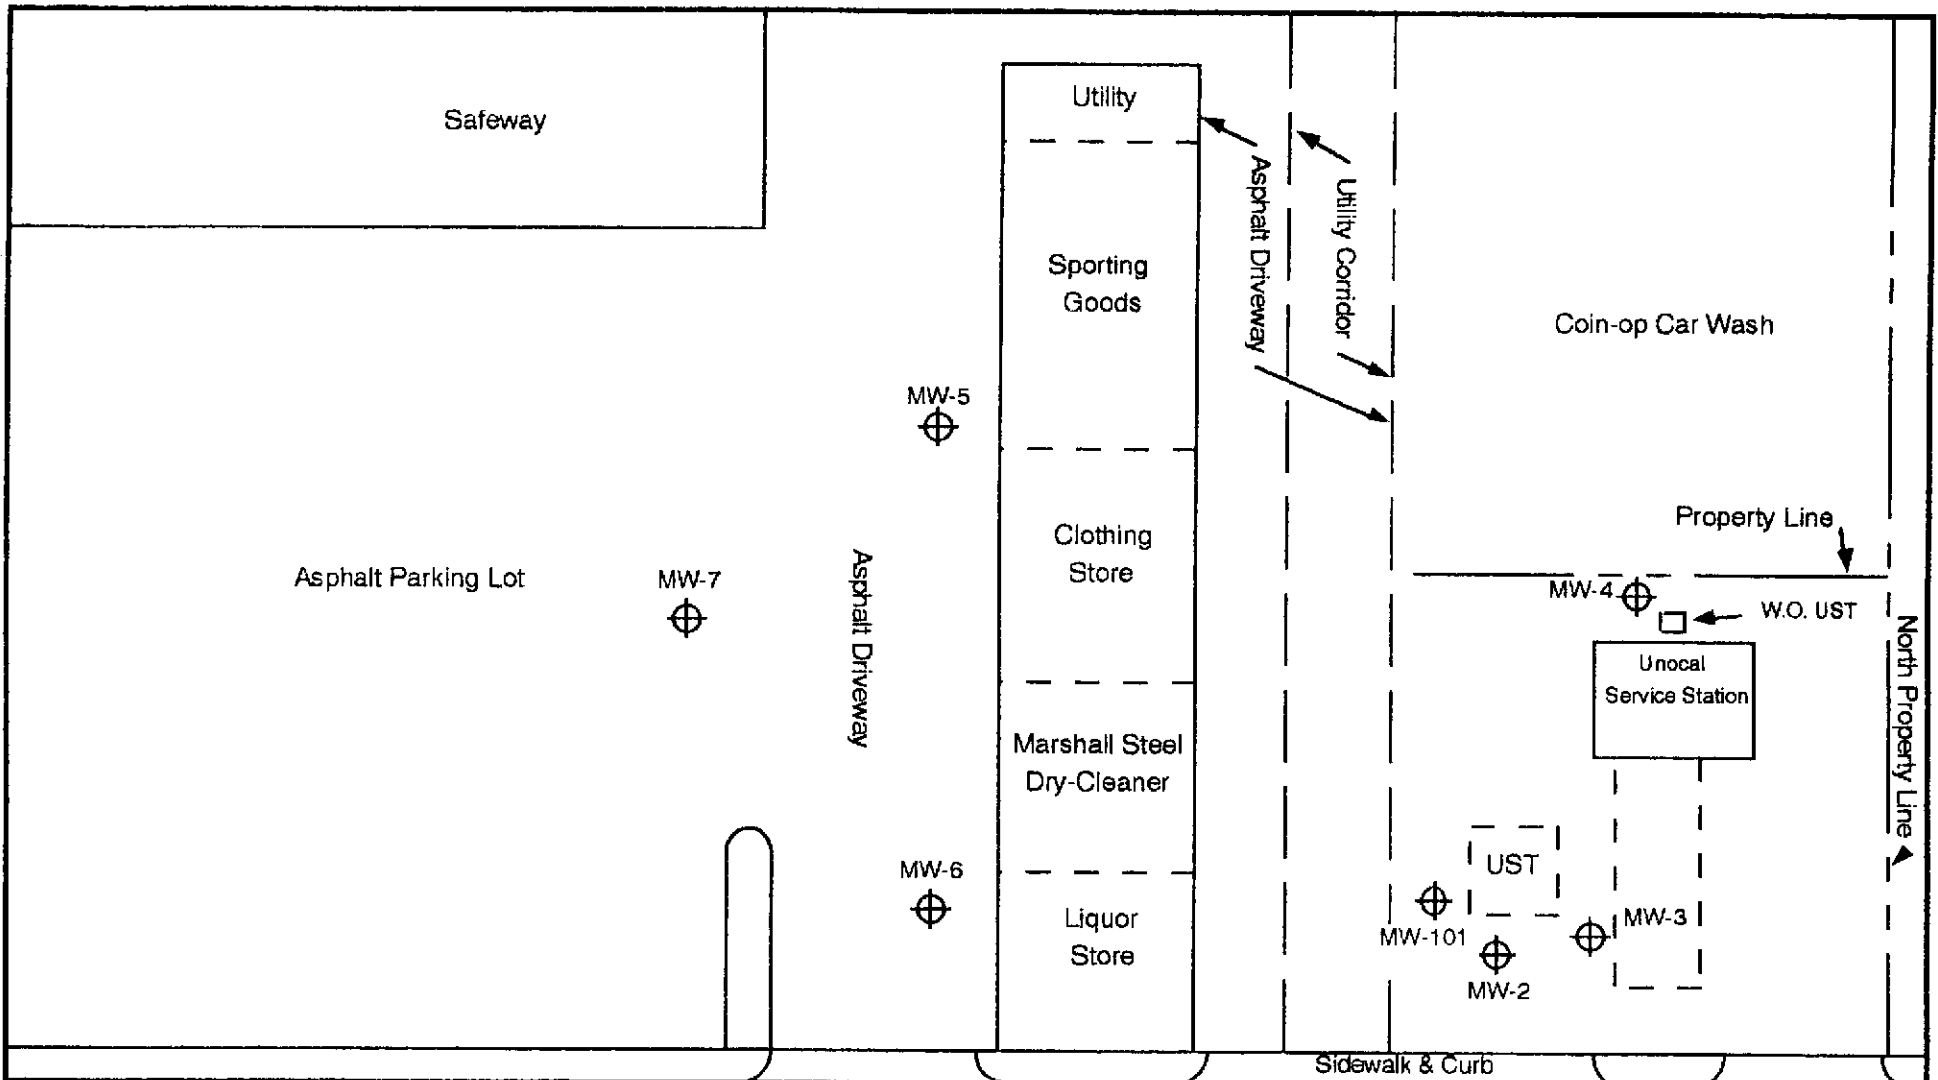 Safeway
Utility
Sporting
Goods
Asphalt Driveway
Utility Corridor
Coin-op Car Wash
MW-5
Clothing
Store
Property Line
Asphalt Parking Lot
MW-7
Asphalt Driveway
MW-4
W.O. UST
Unocal
Service Station
North Property Line
Marshall Steel
Dry-Cleaner
MW-6
UST
Liquor
Store
MW-101
MW-3
MW-2
Sidewalk & Curb